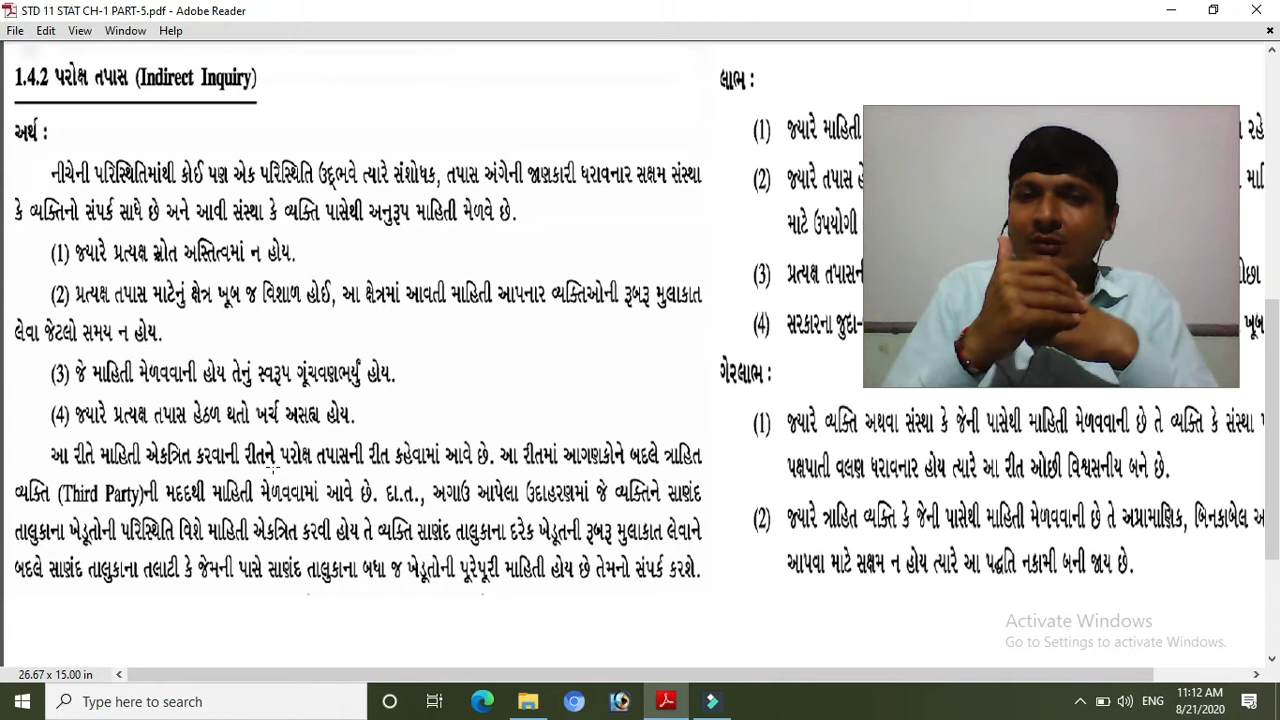 STD 11 STAT CH-1 PART-5.pdf - Adobe Reader
File Edit View Window Help
1.4.2 પરોક્ષ તપાસ (Indirect Inquiry)
અર્થ :
નીચેની પરિસ્થિતિમાંથી કોઈ પણ એક પરિસ્થિતિ ઉદ્ભવે ત્યારે સંશોધક, તપાસ અંગેની જાણકારી ધરાવનાર સક્ષમ સંસ્થા
કે વ્યક્તિનો સંપર્ક સાધે છે અને આવી સંસ્થા કે વ્યક્તિ પાસેથી અનુરૂપ માહિતી મેળવે છે.
(1) જ્યારે પ્રત્યક્ષ સ્રોત અસ્તિત્વમાં ન હોય.
(2) પ્રત્યક્ષ તપાસ માટેનું ક્ષેત્ર ખૂબ જ વિશાળ હોઈ, આ ક્ષેત્રમાં આવતી માહિતી આપનાર વ્યક્તિઓની રૂબરૂ મુલાકાત
લેવા જેટલો સમય ન હોય.
(3) જે માહિતી મેળવવાની હોય તેનું સ્વરૂપ ગૂંચવણભર્યું હોય.
(4) જ્યારે પ્રત્યક્ષ તપાસ હેઠળ થતો ખર્ચ અસહ્ય હોય.
આ રીતે માહિતી એકત્રિત કરવાની રીતને પરોક્ષ તપાસની રીત કહેવામાં આવે છે. આ રીતમાં આગણકોને બદલે ત્રાહિત
વ્યક્તિ (Third Party)ની મદદથી માહિતી મેળવવામાં આવે છે. દા.ત., અગાઉ આપેલા ઉદાહરણમાં જે વ્યક્તિને સાણંદ
તાલુકાના ખેડૂતોની પરિસ્થિતિ વિશે માહિતી એકત્રિત કરવી હોય તે વ્યક્તિ સાણંદ તાલુકાના દરેક ખેડૂતની રૂબરૂ મુલાકાત લેવાને
બદલે સાણંદ તાલુકાના તલાટી કે જેમની પાસે સાણંદ તાલુકાના બધા જ ખેડૂતોની પૂરેપૂરી માહિતી હોય છે તેમનો સંપર્ક કરશે.
લાભ :
(1) જ્યારે માહિતી રહે
(2) જ્યારે તપાસ
માટે ઉપયોગી
(3) પ્રત્યક્ષ તપાસની
(4) સરકારના જુદા- ખૂબ
ગેરલાભ :
(1) જ્યારે વ્યક્તિ અથવા સંસ્થા કે જેની પાસેથી માહિતી મેળવવાની છે તે વ્યક્તિ કે સંસ્થા
પક્ષપાતી વલણ ધરાવનાર હોય ત્યારે આ રીત ઓછી વિશ્વસનીય બને છે.
(2) જ્યારે ત્રાહિત વ્યક્તિ કે જેની પાસેથી માહિતી મેળવવાની છે તે અપ્રામાણિક, બિનકાબેલ
આપવા માટે સક્ષમ ન હોય ત્યારે આ પદ્ધતિ નકામી બની જાય છે.
Activate Windows
Go to Settings to activate Windows.
26.67 x 15.00 in
Type here to search
ENG
11:12 AM
8/21/2020